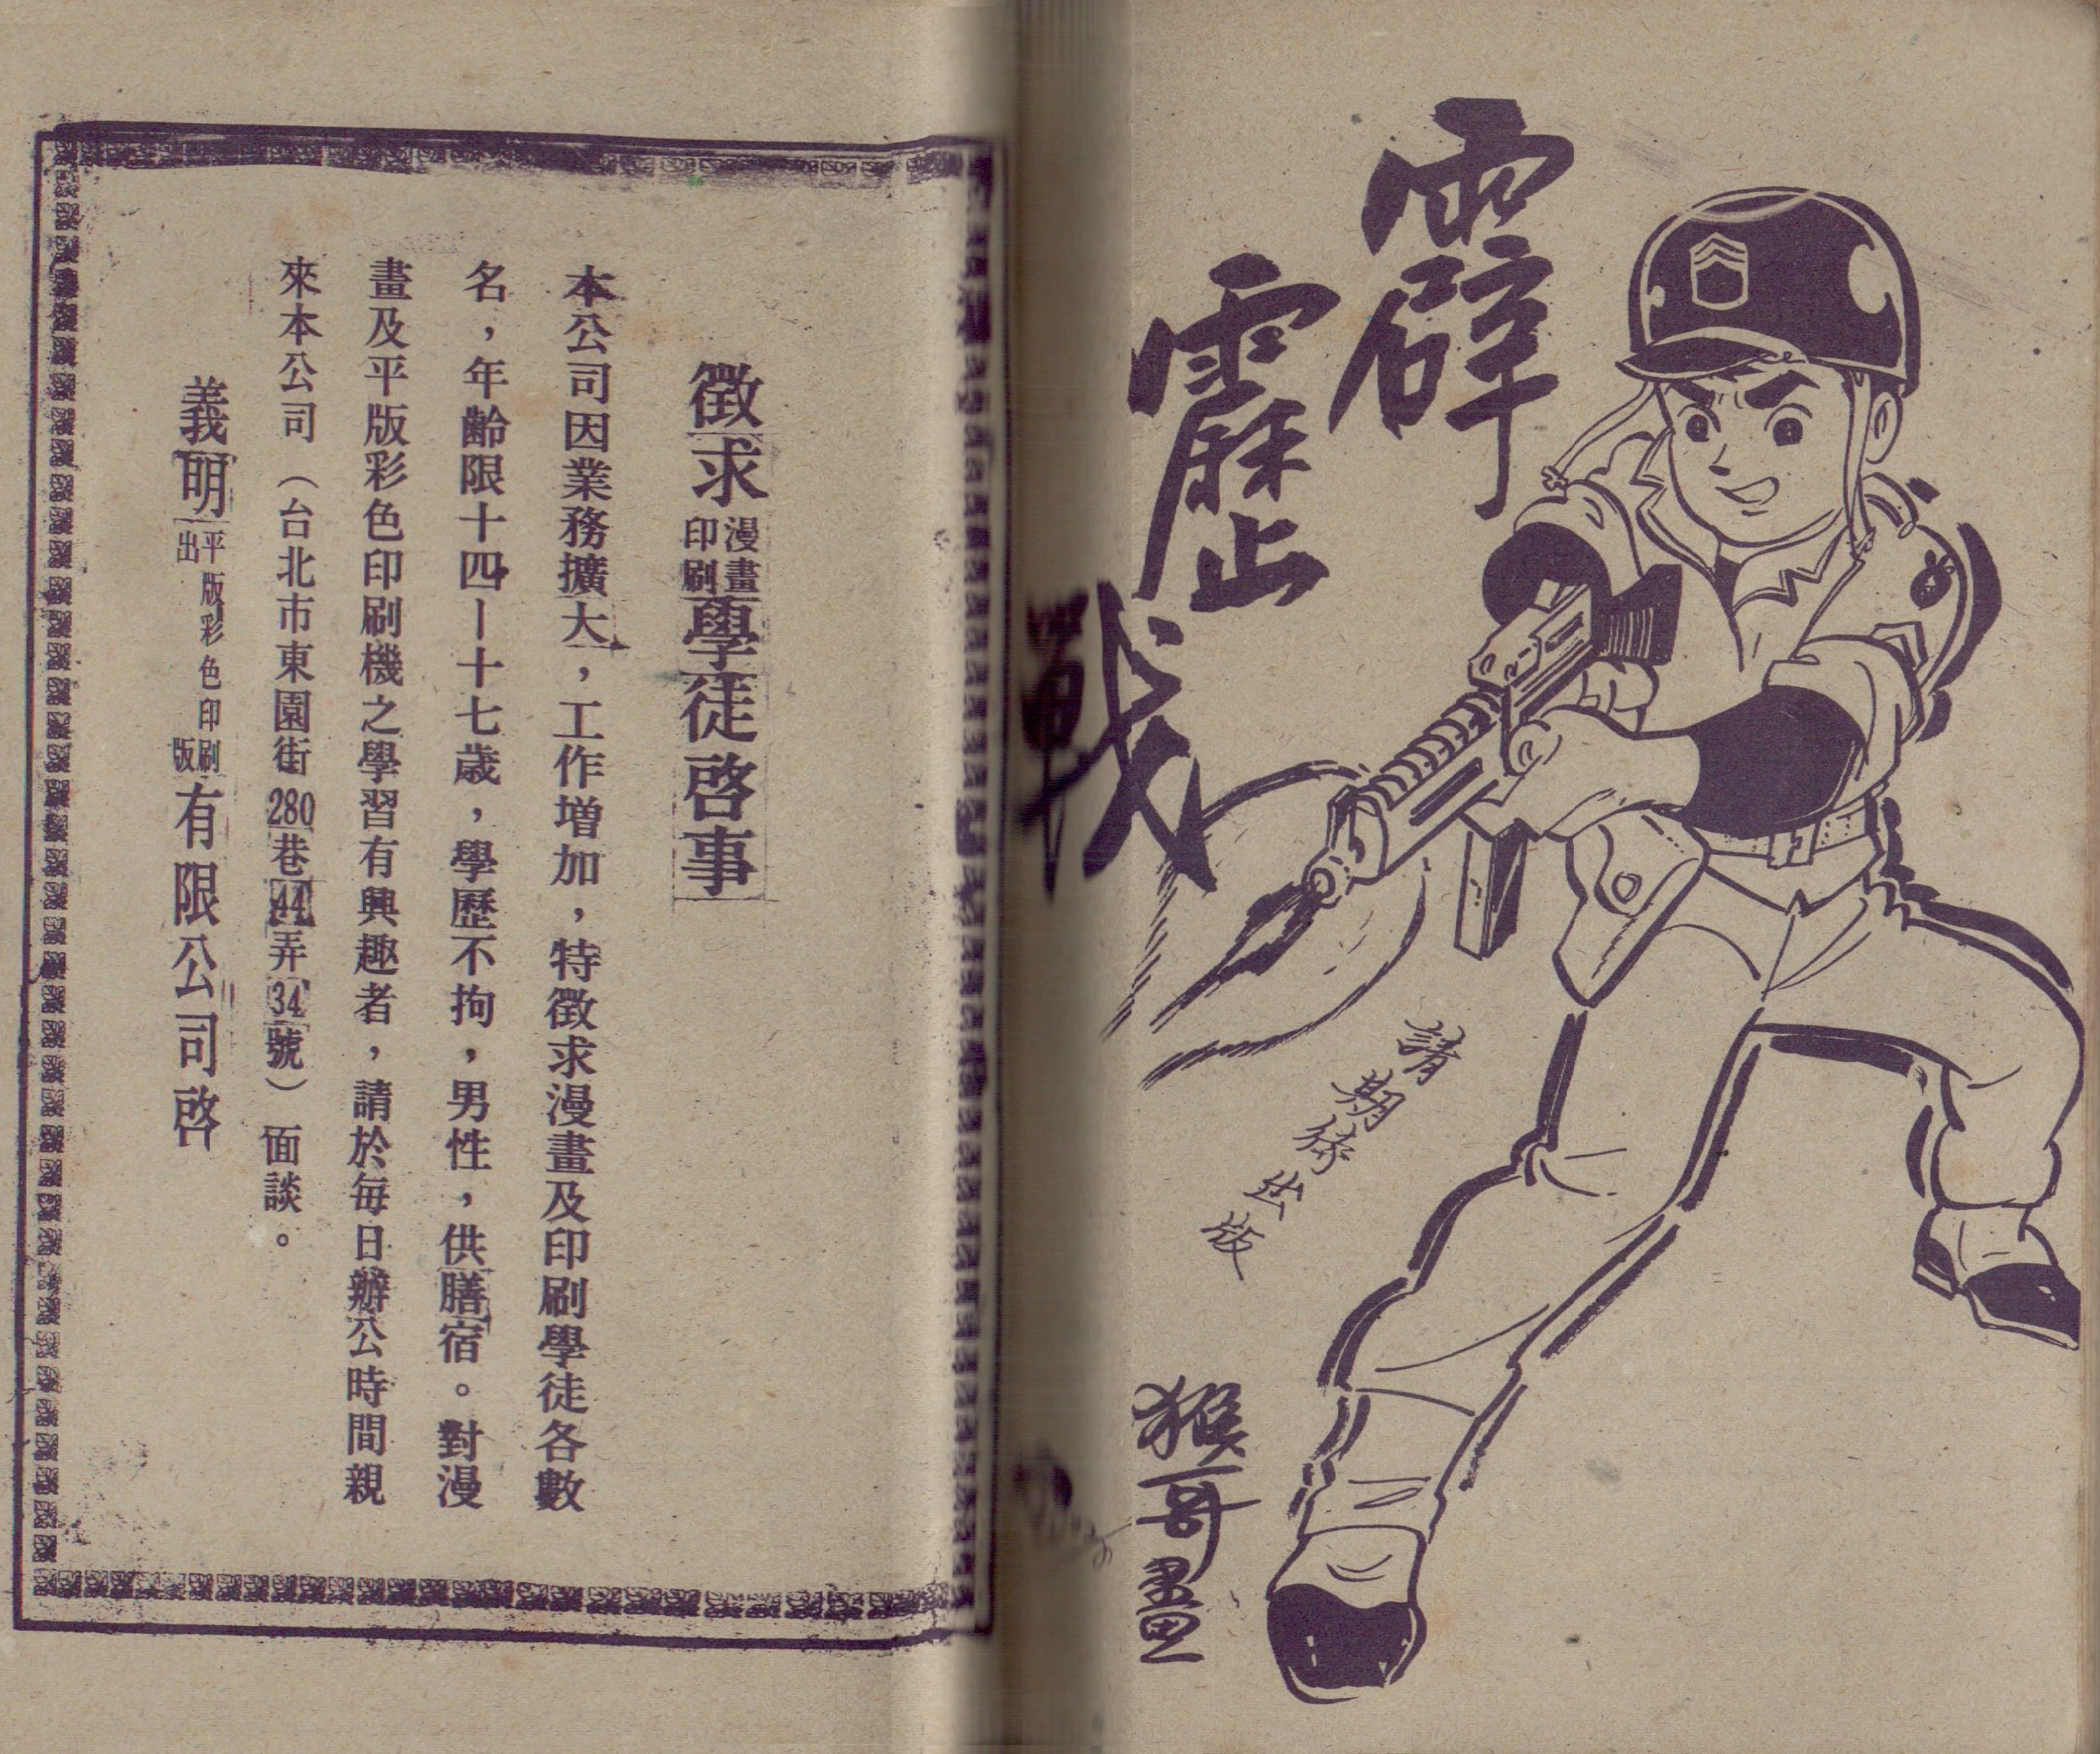 霹靂戰
請期待出版
猴哥畫
徵求漫畫印刷學徒啓事
本公司因業務擴大，工作增加，特徵求漫畫及印刷學徒各數
名，年齡限十四—十七歲，學歷不拘，男性，供膳宿。對漫
畫及平版彩色印刷機之學習有興趣者，請於每日辦公時間親
來本公司（台北市東園街280巷44弄34號）面談。
義明平版彩色印刷出版有限公司啓